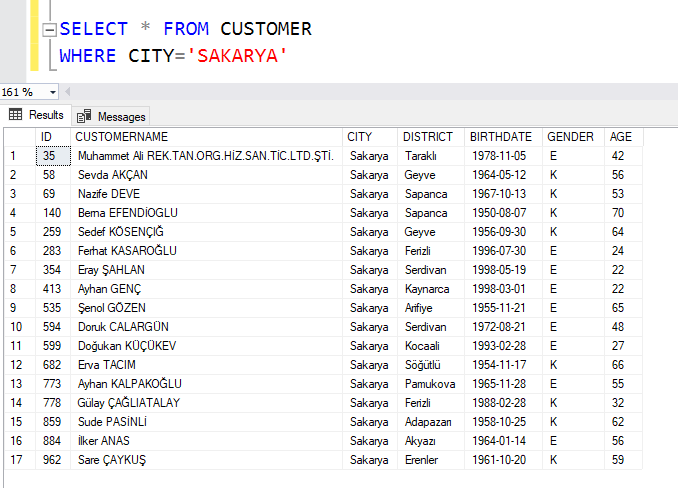 SELECT * FROM CUSTOMER
WHERE CITY='SAKARYA'
161 %
Results Messages
ID CUSTOMERNAME CITY DISTRICT BIRTHDATE GENDER AGE
1 35 Muhammet Ali REK.TAN.ORG.HİZ.SAN.TİC.LTD.ŞTİ. Sakarya Taraklı 1978-11-05 E 42
2 58 Sevda AKÇAN Sakarya Geyve 1964-05-12 K 56
3 69 Nazife DEVE Sakarya Sapanca 1967-10-13 K 53
4 140 Berna EFENDİOGLU Sakarya Sapanca 1950-08-07 K 70
5 259 Sedef KÖSENÇIĞ Sakarya Geyve 1956-09-30 K 64
6 283 Ferhat KASAROĞLU Sakarya Ferizli 1996-07-30 E 24
7 354 Eray ŞAHLAN Sakarya Serdivan 1998-05-19 E 22
8 413 Ayhan GENÇ Sakarya Kaynarca 1998-03-01 E 22
9 535 Şenol GÖZEN Sakarya Arifiye 1955-11-21 E 65
10 594 Doruk CALARGÜN Sakarya Serdivan 1972-08-21 E 48
11 599 Doğukan KÜÇÜKEV Sakarya Kocaali 1993-02-28 E 27
12 682 Erva TACIM Sakarya Söğütlü 1954-11-17 K 66
13 773 Ayhan KALPAKOĞLU Sakarya Pamukova 1965-11-28 E 55
14 778 Gülay ÇAĞLIATALAY Sakarya Ferizli 1988-02-28 K 32
15 859 Sude PASİNLİ Sakarya Adapazarı 1958-10-25 K 62
16 884 İlker ANAS Sakarya Akyazı 1964-01-14 E 56
17 962 Sare ÇAYKUŞ Sakarya Erenler 1961-10-20 K 59